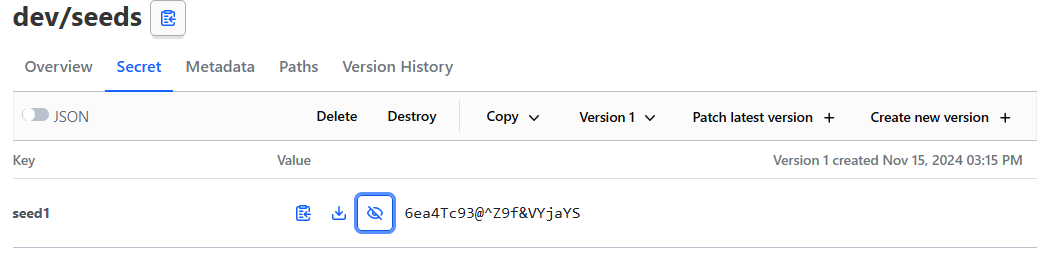 dev/seeds
Overview Secret Metadata Paths Version History
JSON Delete Destroy Copy Version 1 Patch latest version + Create new version +
Key Value Version 1 created Nov 15, 2024 03:15 PM
seed1 6ea4Tc93@^Z9f&VYjaYS